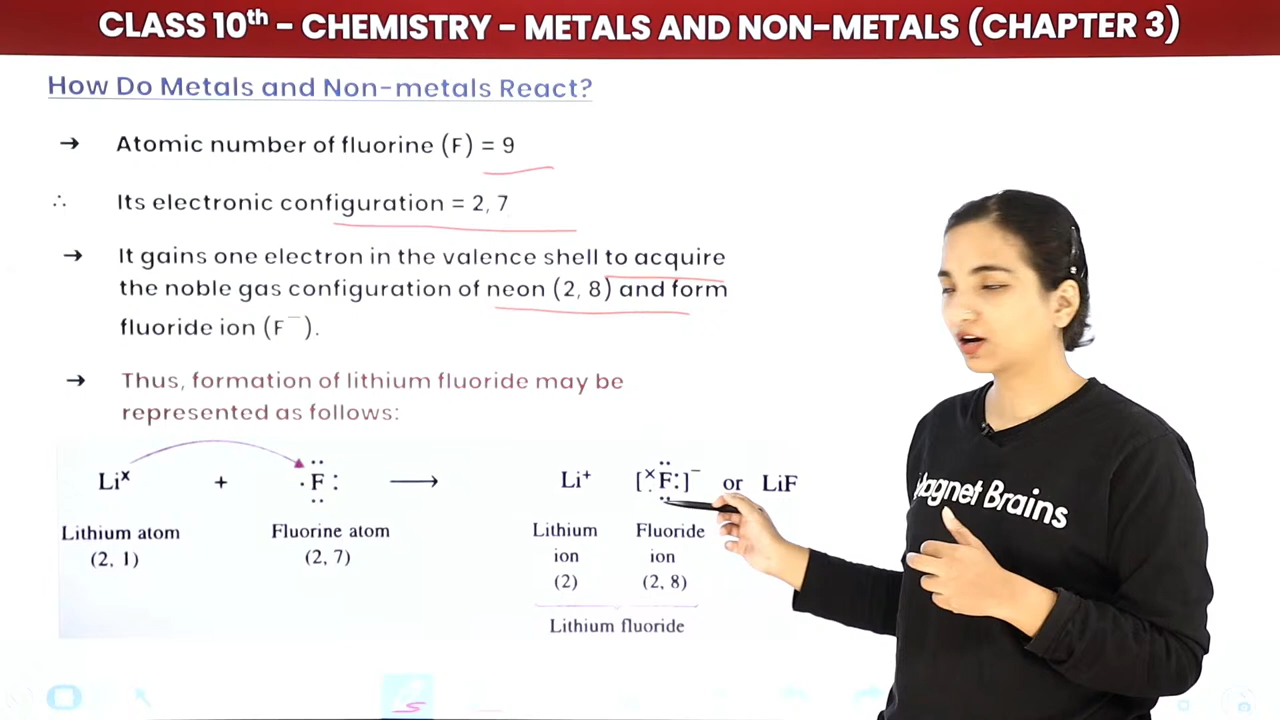 CLASS 10th - CHEMISTRY - METALS AND NON-METALS (CHAPTER 3)
How Do Metals and Non-metals React?
→ Atomic number of fluorine (F) = 9
∴ Its electronic configuration = 2, 7
→ It gains one electron in the valence shell to acquire
the noble gas configuration of neon (2, 8) and form
fluoride ion (F⁻).
→ Thus, formation of lithium fluoride may be
represented as follows:
Liˣ + ·F: → Li⁺ [ˣF:]⁻ or LiF
Lithium atom Fluorine atom Lithium Fluoride
(2, 1) (2, 7) ion ion
(2) (2, 8)
Lithium fluoride
Magnet Brains